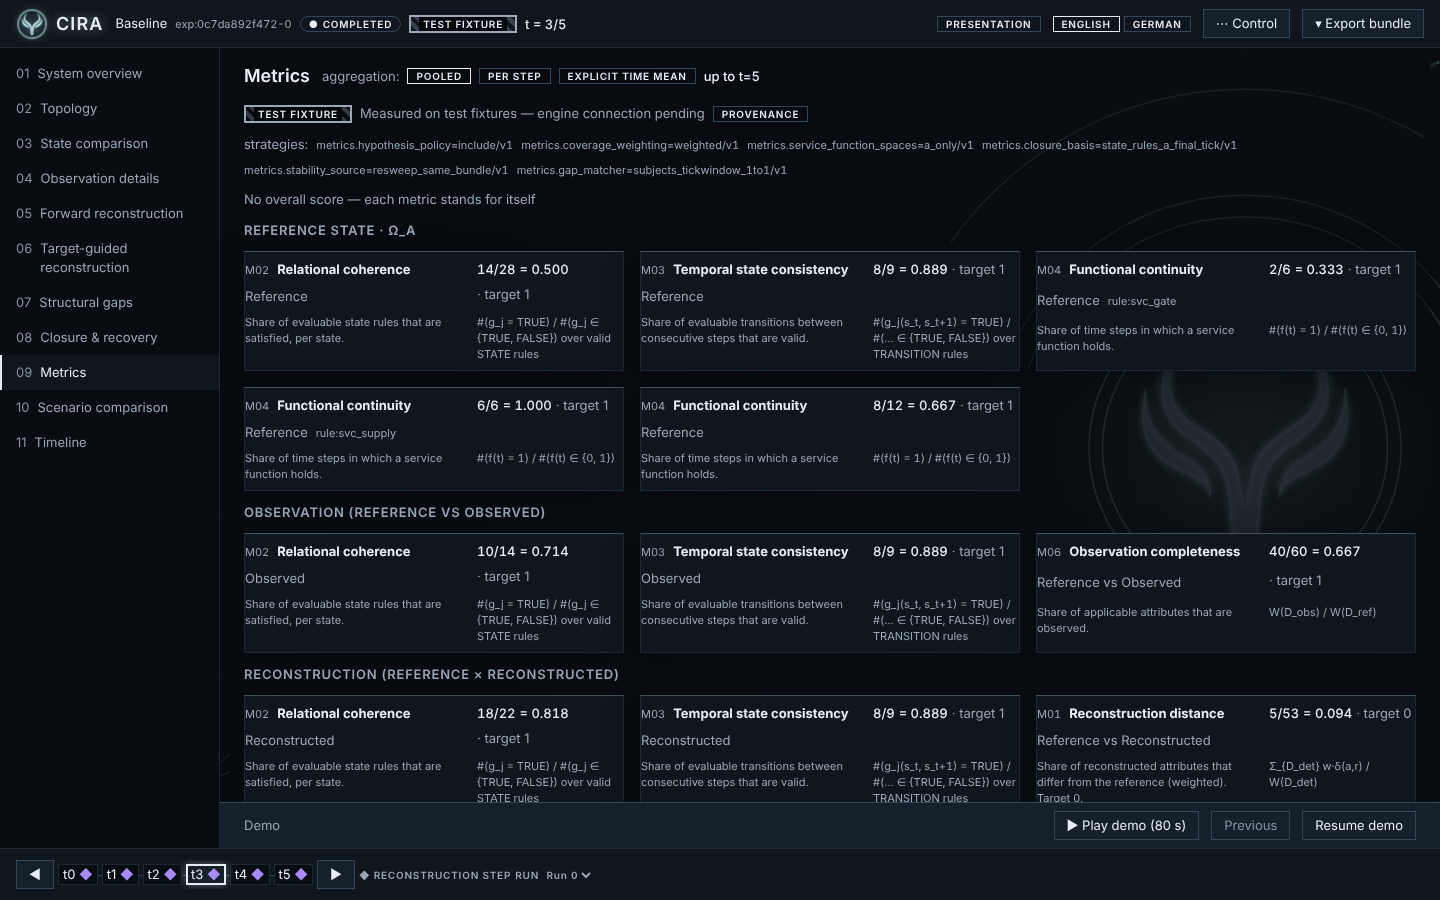 CIRA Baseline exp:0c7da892f472-0 ● COMPLETED TEST FIXTURE t = 3/5 PRESENTATION ENGLISH GERMAN ··· Control ▾ Export bundle
01 System overview
02 Topology
03 State comparison
04 Observation details
05 Forward reconstruction
06 Target-guided
reconstruction
07 Structural gaps
08 Closure & recovery
09 Metrics
10 Scenario comparison
11 Timeline
Metrics aggregation: POOLED PER STEP EXPLICIT TIME MEAN up to t=5
TEST FIXTURE Measured on test fixtures — engine connection pending PROVENANCE
strategies: metrics.hypothesis_policy=include/v1 metrics.coverage_weighting=weighted/v1 metrics.service_function_spaces=a_only/v1 metrics.closure_basis=state_rules_a_final_tick/v1
metrics.stability_source=resweep_same_bundle/v1 metrics.gap_matcher=subjects_tickwindow_1to1/v1
No overall score — each metric stands for itself
REFERENCE STATE · Ω_A
M02 Relational coherence 14/28 = 0.500
· target 1
Reference
Share of evaluable state rules that are
satisfied, per state.
#(g_j = TRUE) / #(g_j ∈
{TRUE, FALSE}) over valid
STATE rules
M03 Temporal state consistency 8/9 = 0.889 · target 1
Reference
Share of evaluable transitions between
consecutive steps that are valid.
#(g_j(s_t, s_t+1) = TRUE) /
#(... ∈ {TRUE, FALSE}) over
TRANSITION rules
M04 Functional continuity 2/6 = 0.333 · target 1
Reference rule:svc_gate
Share of time steps in which a service
function holds.
#(f(t) = 1) / #(f(t) ∈ {0, 1})
M04 Functional continuity 6/6 = 1.000 · target 1
Reference rule:svc_supply
Share of time steps in which a service
function holds.
#(f(t) = 1) / #(f(t) ∈ {0, 1})
M04 Functional continuity 8/12 = 0.667 · target 1
Reference
Share of time steps in which a service
function holds.
#(f(t) = 1) / #(f(t) ∈ {0, 1})
OBSERVATION (REFERENCE VS OBSERVED)
M02 Relational coherence 10/14 = 0.714
· target 1
Observed
Share of evaluable state rules that are
satisfied, per state.
#(g_j = TRUE) / #(g_j ∈
{TRUE, FALSE}) over valid
STATE rules
M03 Temporal state consistency 8/9 = 0.889 · target 1
Observed
Share of evaluable transitions between
consecutive steps that are valid.
#(g_j(s_t, s_t+1) = TRUE) /
#(... ∈ {TRUE, FALSE}) over
TRANSITION rules
M06 Observation completeness 40/60 = 0.667
· target 1
Reference vs Observed
Share of applicable attributes that are
observed.
W(D_obs) / W(D_ref)
RECONSTRUCTION (REFERENCE × RECONSTRUCTED)
M02 Relational coherence 18/22 = 0.818
· target 1
Reconstructed
Share of evaluable state rules that are
satisfied, per state.
#(g_j = TRUE) / #(g_j ∈
{TRUE, FALSE}) over valid
STATE rules
M03 Temporal state consistency 8/9 = 0.889 · target 1
Reconstructed
Share of evaluable transitions between
consecutive steps that are valid.
#(g_j(s_t, s_t+1) = TRUE) /
#(... ∈ {TRUE, FALSE}) over
TRANSITION rules
M01 Reconstruction distance 5/53 = 0.094 · target 0
Reference vs Reconstructed
Share of reconstructed attributes that
differ from the reference (weighted).
Target 0.
Σ_{D_det} w·δ(a,r) /
W(D_det)
Demo ▶ Play demo (80 s) Previous Resume demo
◀ t0 ◆ t1 ◆ t2 ◆ t3 ◆ t4 ◆ t5 ◆ ▶ ◆ RECONSTRUCTION STEP RUN Run 0